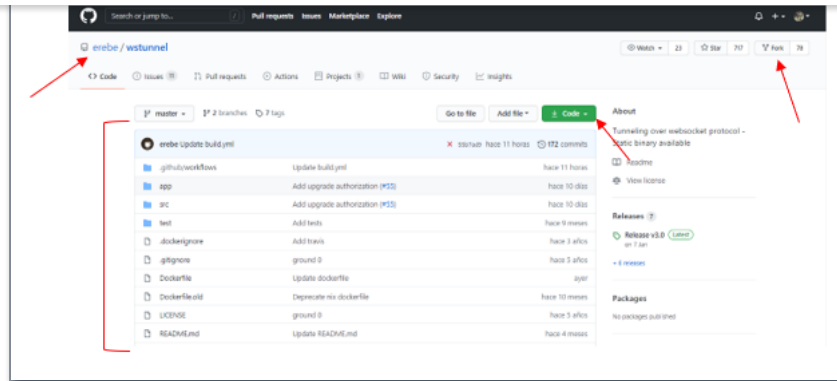 Search or jump to... / Pull requests Issues Marketplace Explore
erebe / wstunnel
Watch 23 Star 717 Fork 78
Code Issues 11 Pull requests Actions Projects 1 Wiki Security Insights
master 2 branches 7 tags Go to file Add file Code
erebe Update build.yml hace 11 horas 172 commits
.github/workflows Update build.yml hace 11 horas
app Add upgrade authorization (#55) hace 10 días
src Add upgrade authorization (#55) hace 10 días
test Add tests hace 9 meses
.dockerignore Add travis hace 3 años
.gitignore ground 0 hace 5 años
Dockerfile Update dockerfile ayer
Dockerfile.old Deprecate nix dockerfile hace 10 meses
LICENSE ground 0 hace 5 años
README.md Update README.md hace 4 meses
About
Tunneling over websocket protocol -
Static binary available
Readme
View license
Releases 7
Release v3.0 Latest
on 7 Jan
+ 6 releases
Packages
No packages published